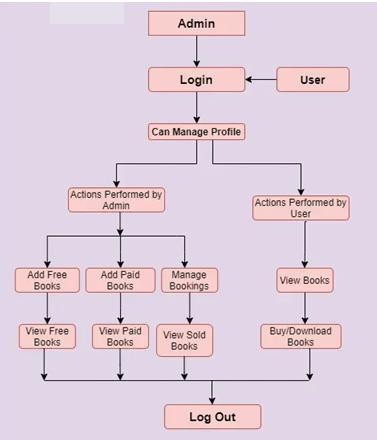 Admin
Login
User
Can Manage Profile
Actions Performed by
Admin
Actions Performed by
User
Add Free
Books
Add Paid
Books
Manage
Bookings
View Books
View Free
Books
View Paid
Books
View Sold
Books
Buy/Download
Books
Log Out